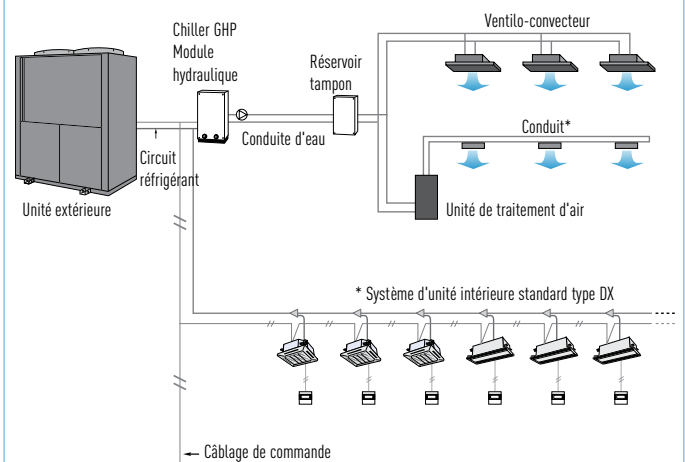 Chiller GHP
Module
hydraulique
Réservoir
tampon
Ventilo-convecteur
Conduite d'eau
Conduit*
Circuit
réfrigérant
Unité extérieure
Unité de traitement d'air
* Système d'unité intérieure standard type DX
Câblage de commande